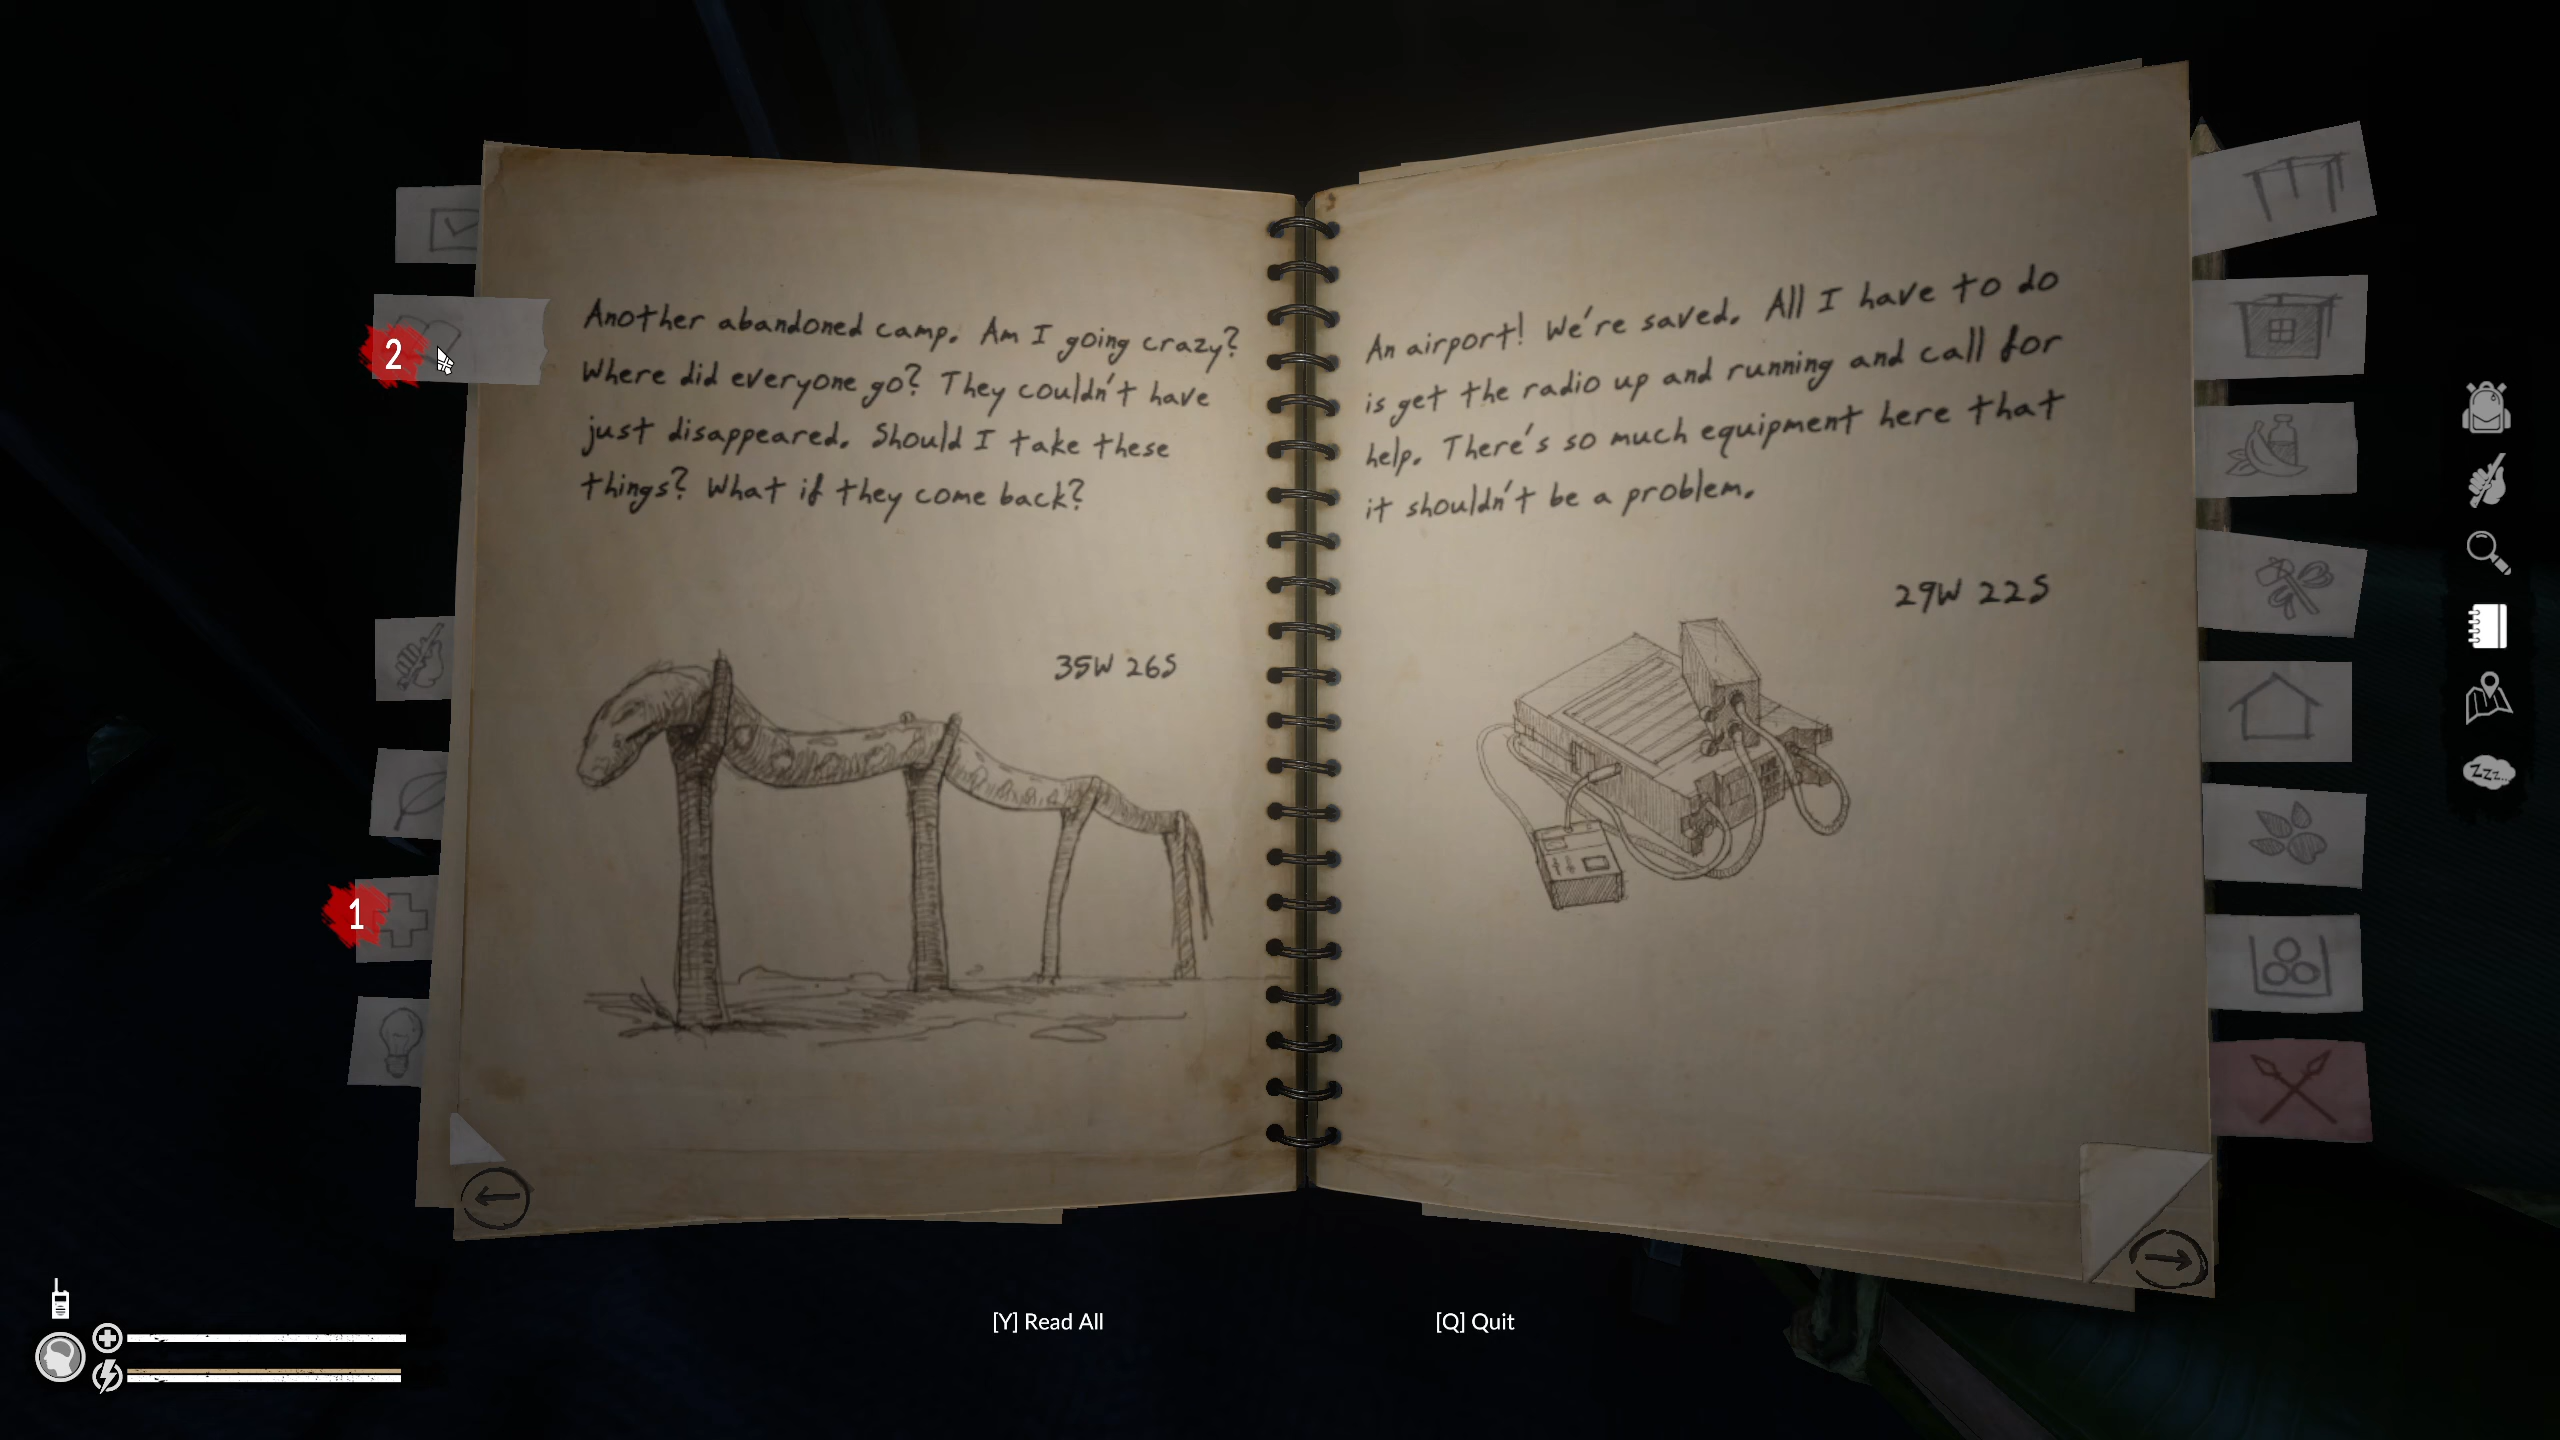 Another abandoned camp. Am I going crazy?
Where did everyone go? They couldn't have
just disappeared. Should I take these
things? What if they come back?
35W 26S
An airport! We're saved. All I have to do
is get the radio up and running and call for
help. There's so much equipment here that
it shouldn't be a problem.
29W 22S
2
1
Zzz...
[Y] Read All
[Q] Quit